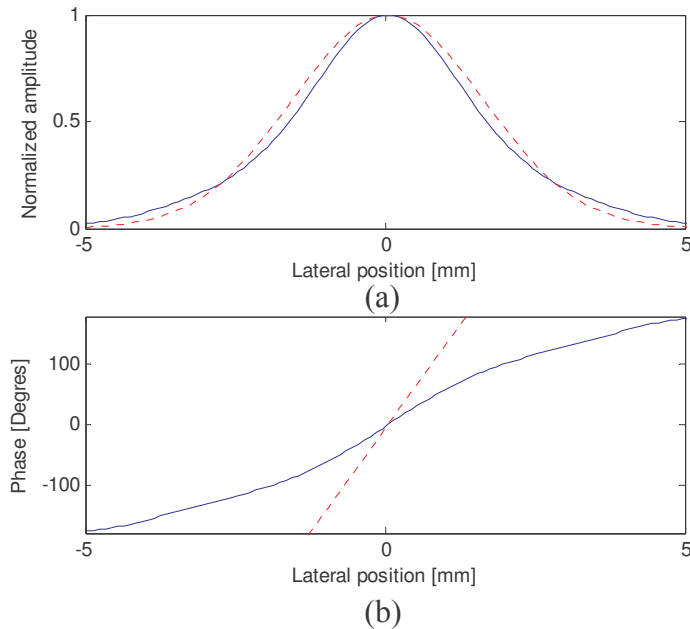 1
Normalized amplitude
0.5
0
-5
0
5
Lateral position [mm]
(a)
100
Phase [Degres]
0
-100
-5
0
5
Lateral position [mm]
(b)